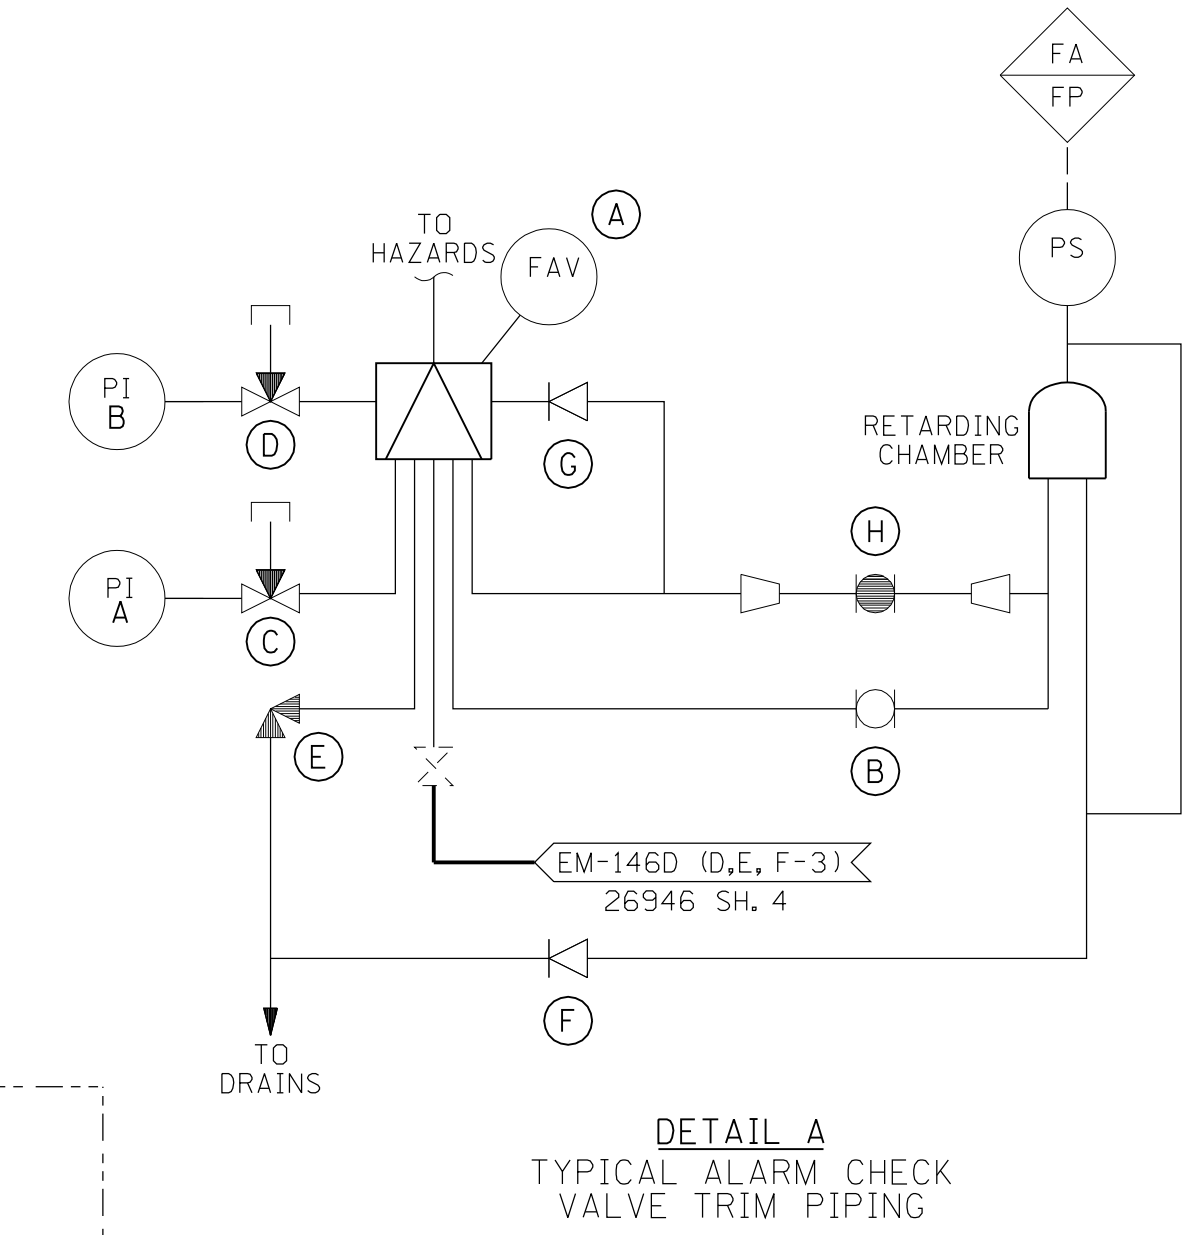 FA
FP
PS
A
TO
HAZARDS
FAV
PI
B
D
G
RETARDING
CHAMBER
H
PI
A
C
E
B
EM-146D (D,E, F-3)
26946 SH. 4
F
TO
DRAINS
DETAIL A
TYPICAL ALARM CHECK
VALVE TRIM PIPING